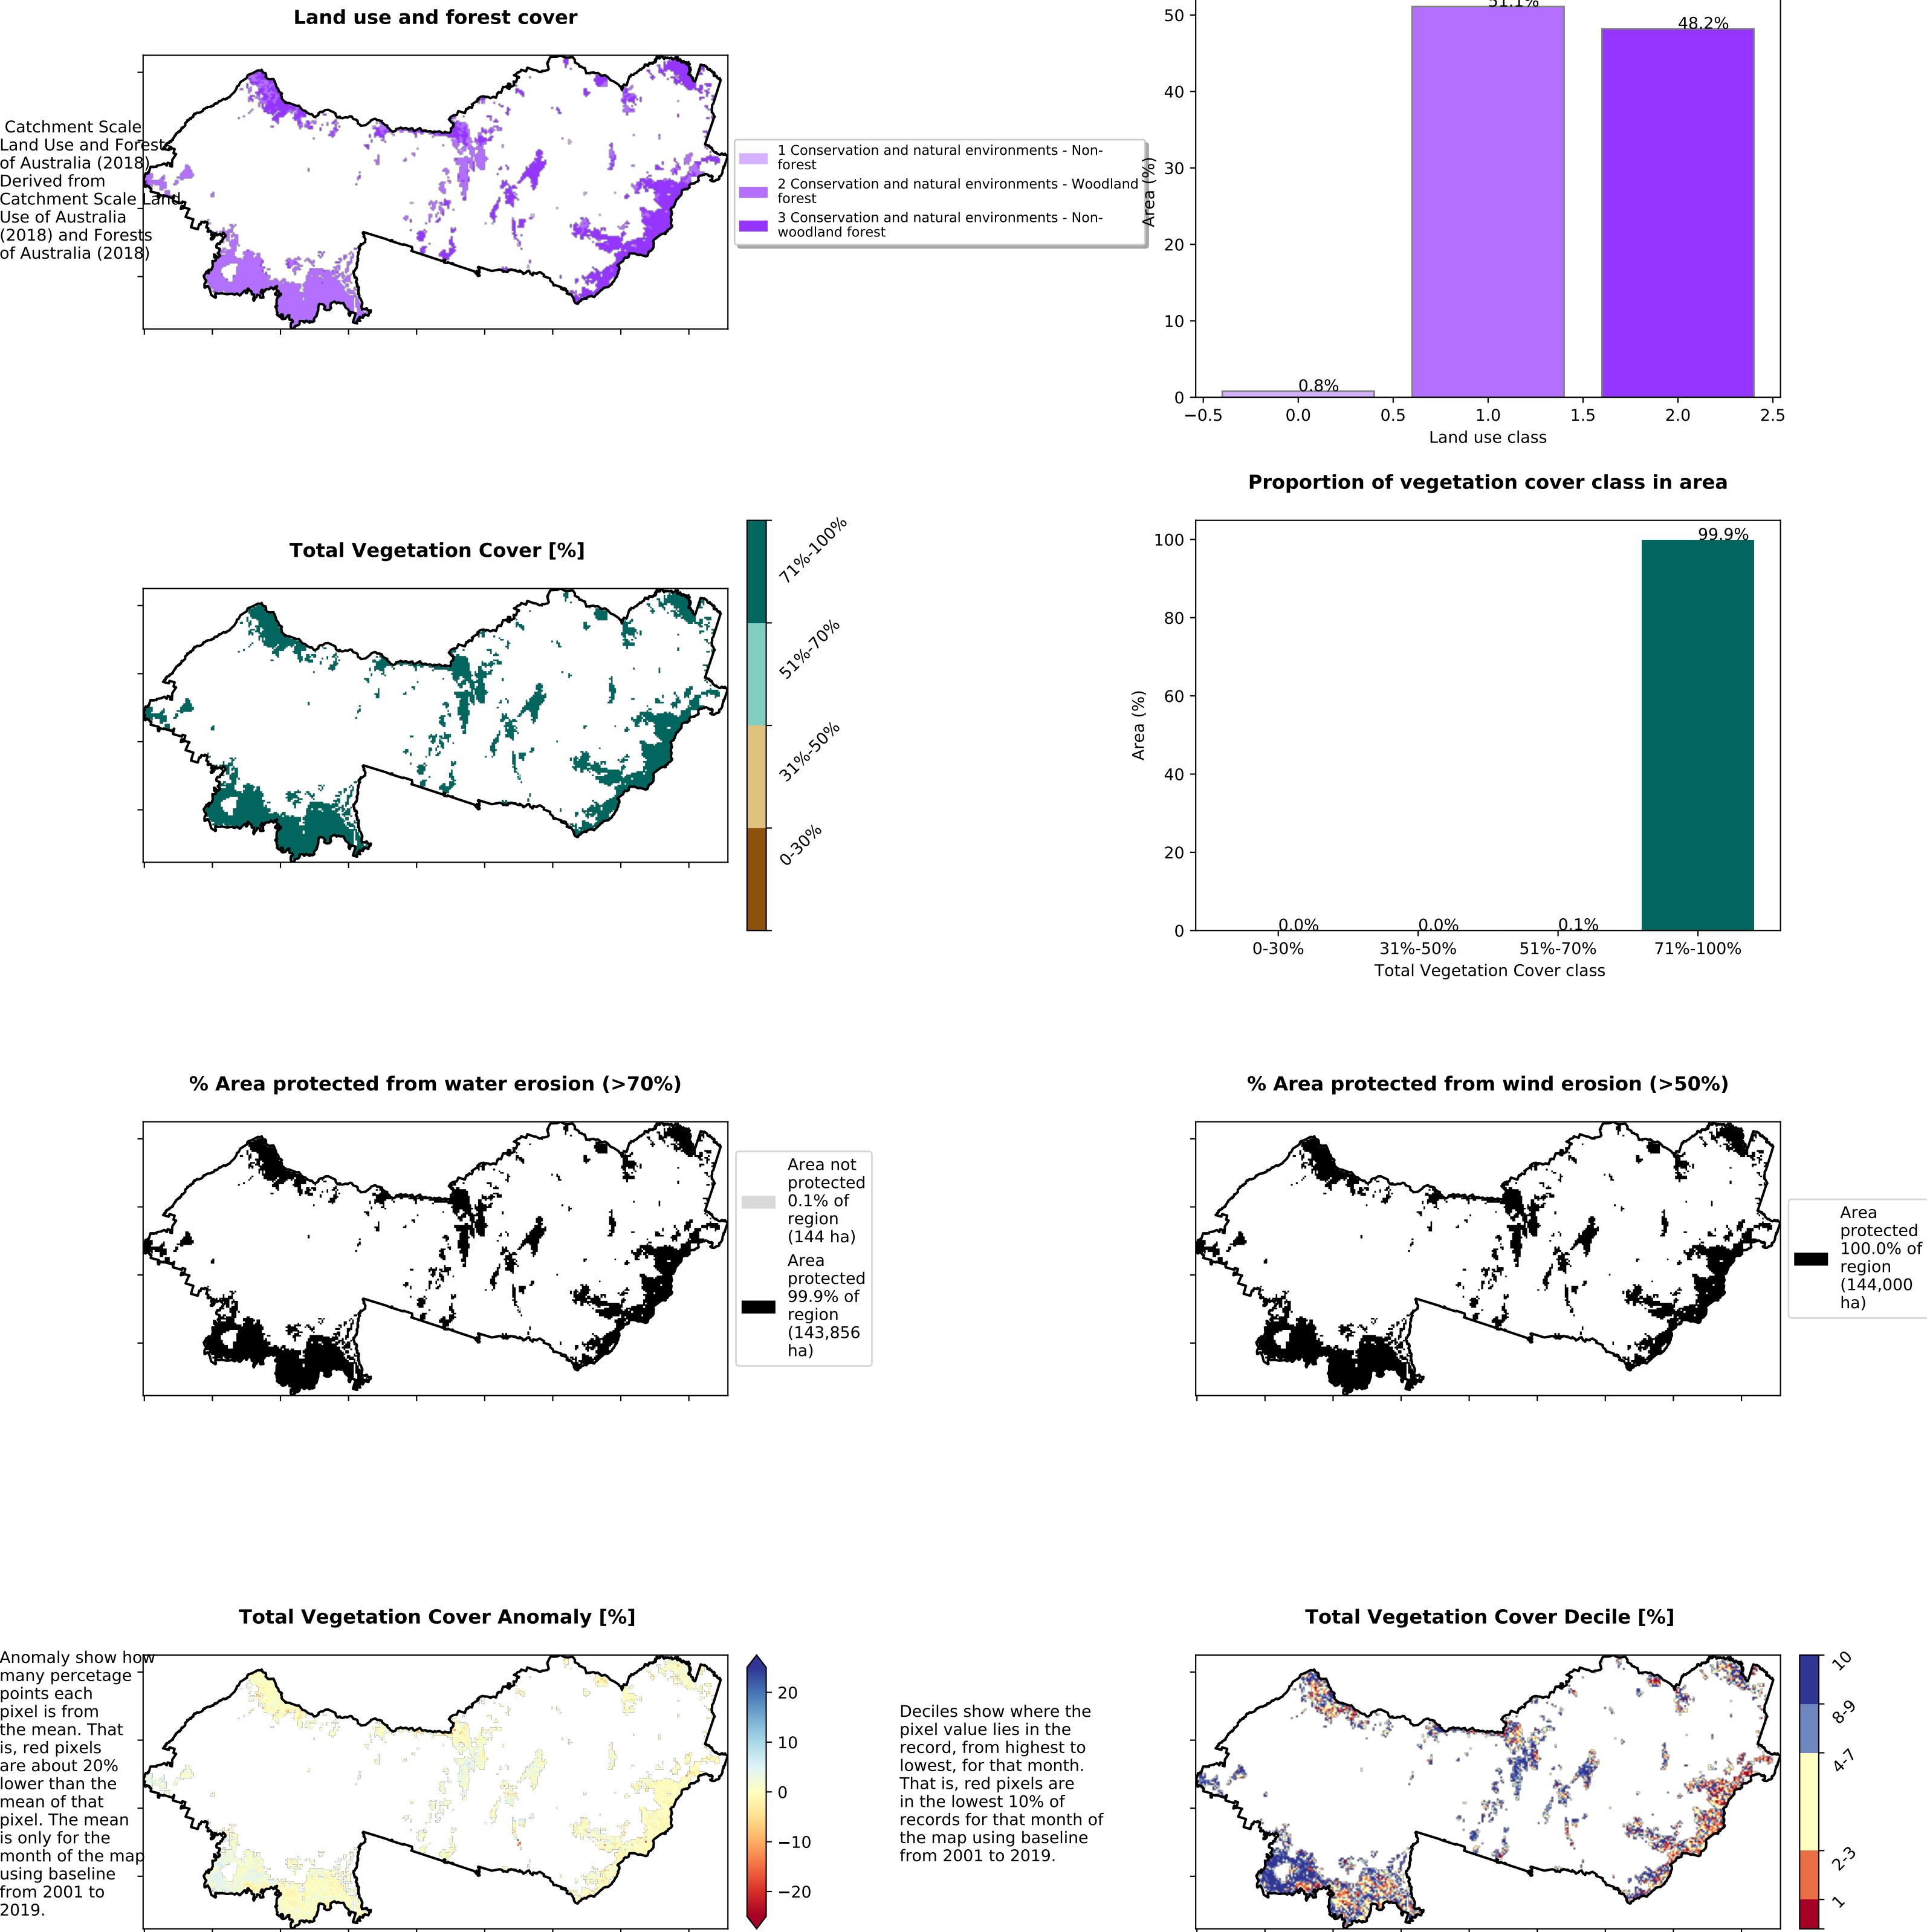 Land use and forest cover
Catchment Scale
Land Use and Forests
of Australia (2018)
Derived from
Catchment Scale Land
Use of Australia
(2018) and Forests
of Australia (2018)
1 Conservation and natural environments - Non-
forest
2 Conservation and natural environments - Woodland
forest
3 Conservation and natural environments - Non-
woodland forest
Area (%)
50
40
30
20
10
0
51.1%
48.2%
0.8%
−0.5
0.0
0.5
1.0
1.5
2.0
2.5
Land use class
Total Vegetation Cover [%]
71%-100%
51%-70%
31%-50%
0-30%
Proportion of vegetation cover class in area
Area (%)
100
80
60
40
20
0
0.0%
0.0%
0.1%
99.9%
0-30%
31%-50%
51%-70%
71%-100%
Total Vegetation Cover class
% Area protected from water erosion (>70%)
Area not
protected
0.1% of
region
(144 ha)
Area
protected
99.9% of
region
(143,856
ha)
% Area protected from wind erosion (>50%)
Area
protected
100.0% of
region
(144,000
ha)
Total Vegetation Cover Anomaly [%]
Anomaly show how
many percetage
points each
pixel is from
the mean. That
is, red pixels
are about 20%
lower than the
mean of that
pixel. The mean
is only for the
month of the map
using baseline
from 2001 to
2019.
20
10
0
−10
−20
Deciles show where the
pixel value lies in the
record, from highest to
lowest, for that month.
That is, red pixels are
in the lowest 10% of
records for that month of
the map using baseline
from 2001 to 2019.
Total Vegetation Cover Decile [%]
10
8-9
4-7
2-3
1